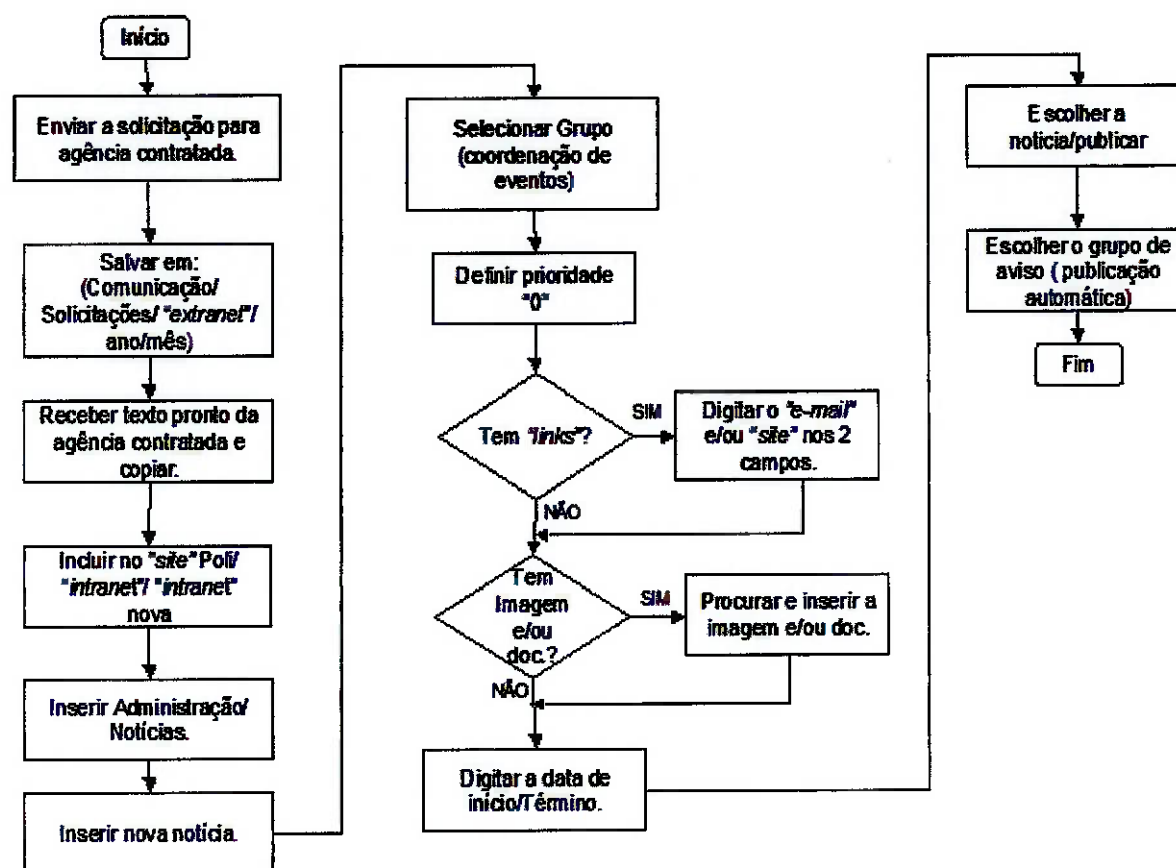 Início
Enviar a solicitação para
agência contratada.
Salvar em:
(Comunicação/
Solicitações/ "extranet"/
ano/mês)
Receber texto pronto da
agência contratada e
copiar.
Incluir no "site" Poli/
"intranet"/ "intranet"
nova
Inserir Administração/
Notícias.
Inserir nova notícia.
Selecionar Grupo
(coordenação de
eventos)
Definir prioridade
"0"
Tem "links"?
SIM
Digitar o "e-mail"
e/ou "site" nos 2
campos.
NÃO
Tem
Imagem
e/ou
doc.?
SIM
Procurar e inserir a
imagem e/ou doc.
NÃO
Digitar a data de
início/Término.
Escolher a
noticia/publicar
Escolher o grupo de
aviso ( publicação
automática)
Fim